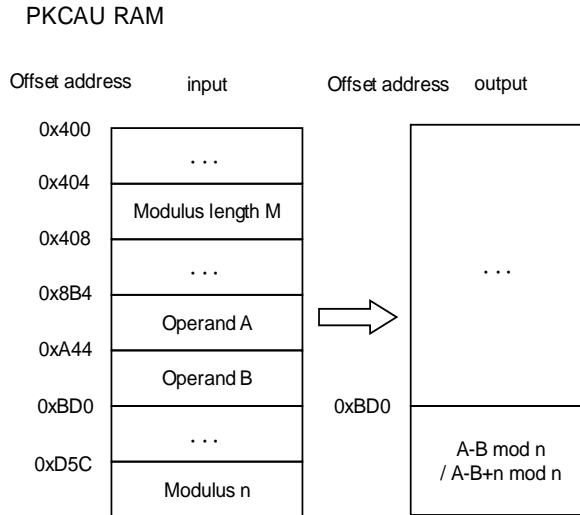 PKCAU RAM
Offset address input Offset address output
0x400
. . .
0x404
Modulus length M
0x408
. . .
. . .
0x8B4
Operand A
0xA44
Operand B
0xBD0 0xBD0
. . .
A-B mod n
0xD5C
/ A-B+n mod n
Modulus n